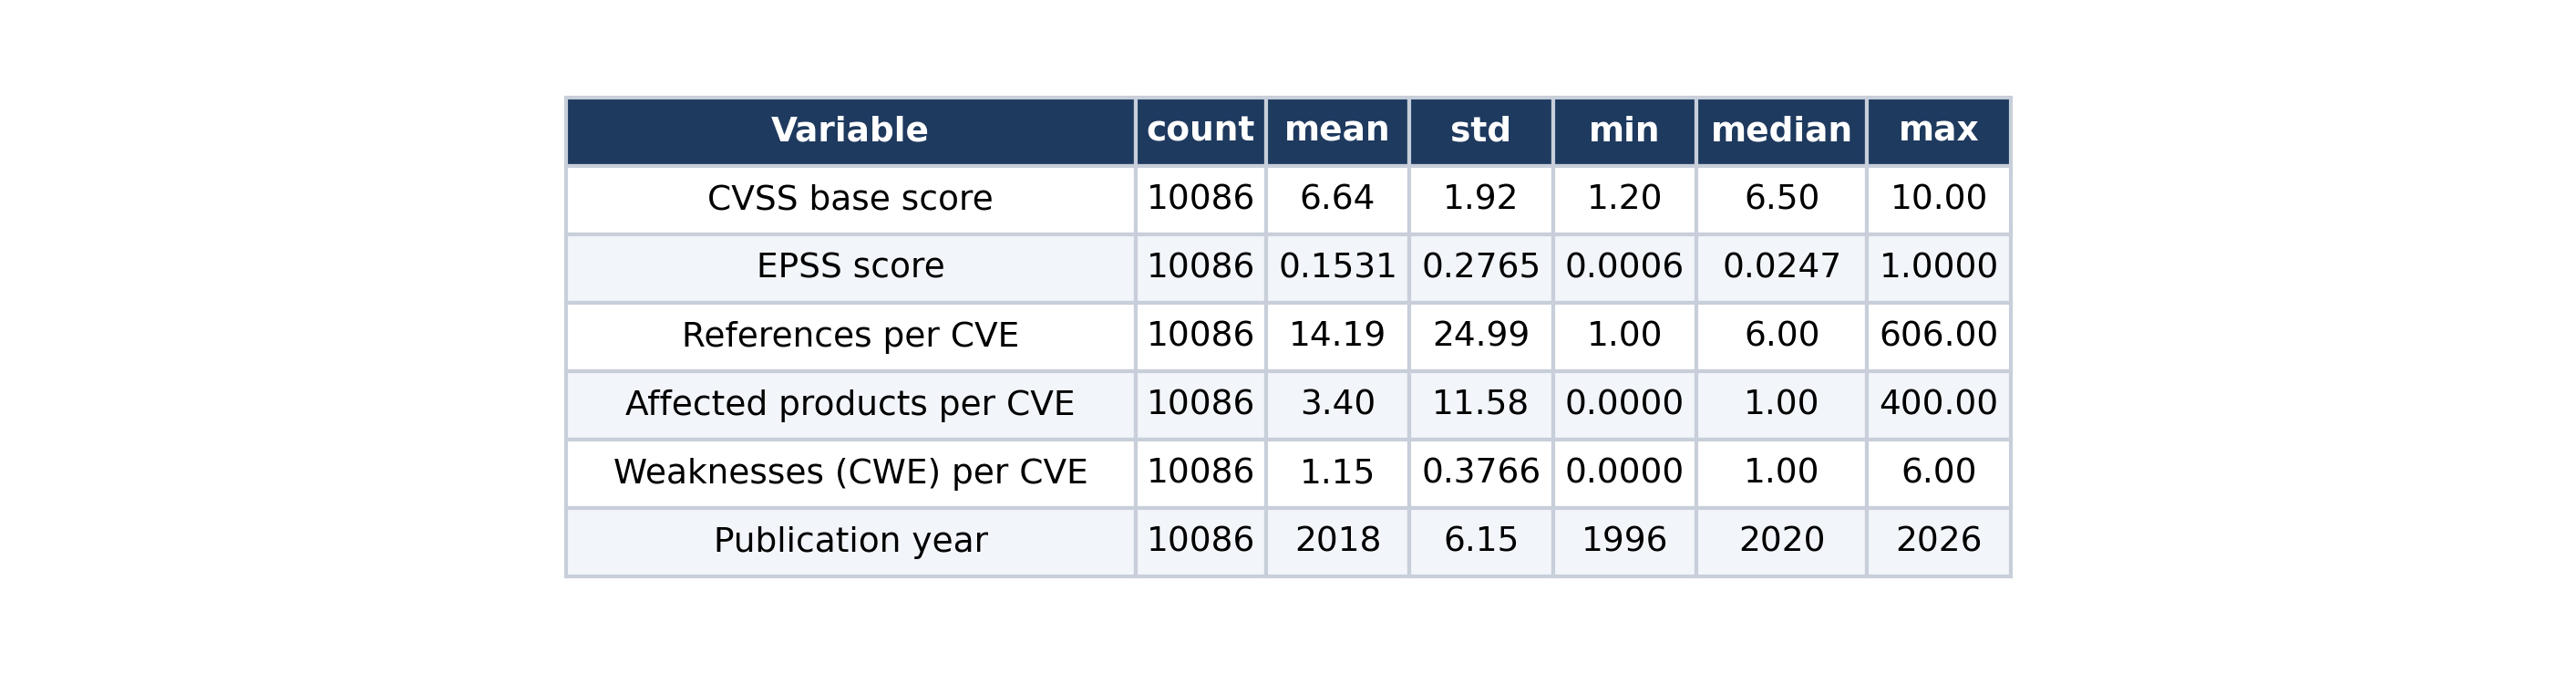 Variable count mean std min median max
CVSS base score 10086 6.64 1.92 1.20 6.50 10.00
EPSS score 10086 0.1531 0.2765 0.0006 0.0247 1.0000
References per CVE 10086 14.19 24.99 1.00 6.00 606.00
Affected products per CVE 10086 3.40 11.58 0.0000 1.00 400.00
Weaknesses (CWE) per CVE 10086 1.15 0.3766 0.0000 1.00 6.00
Publication year 10086 2018 6.15 1996 2020 2026